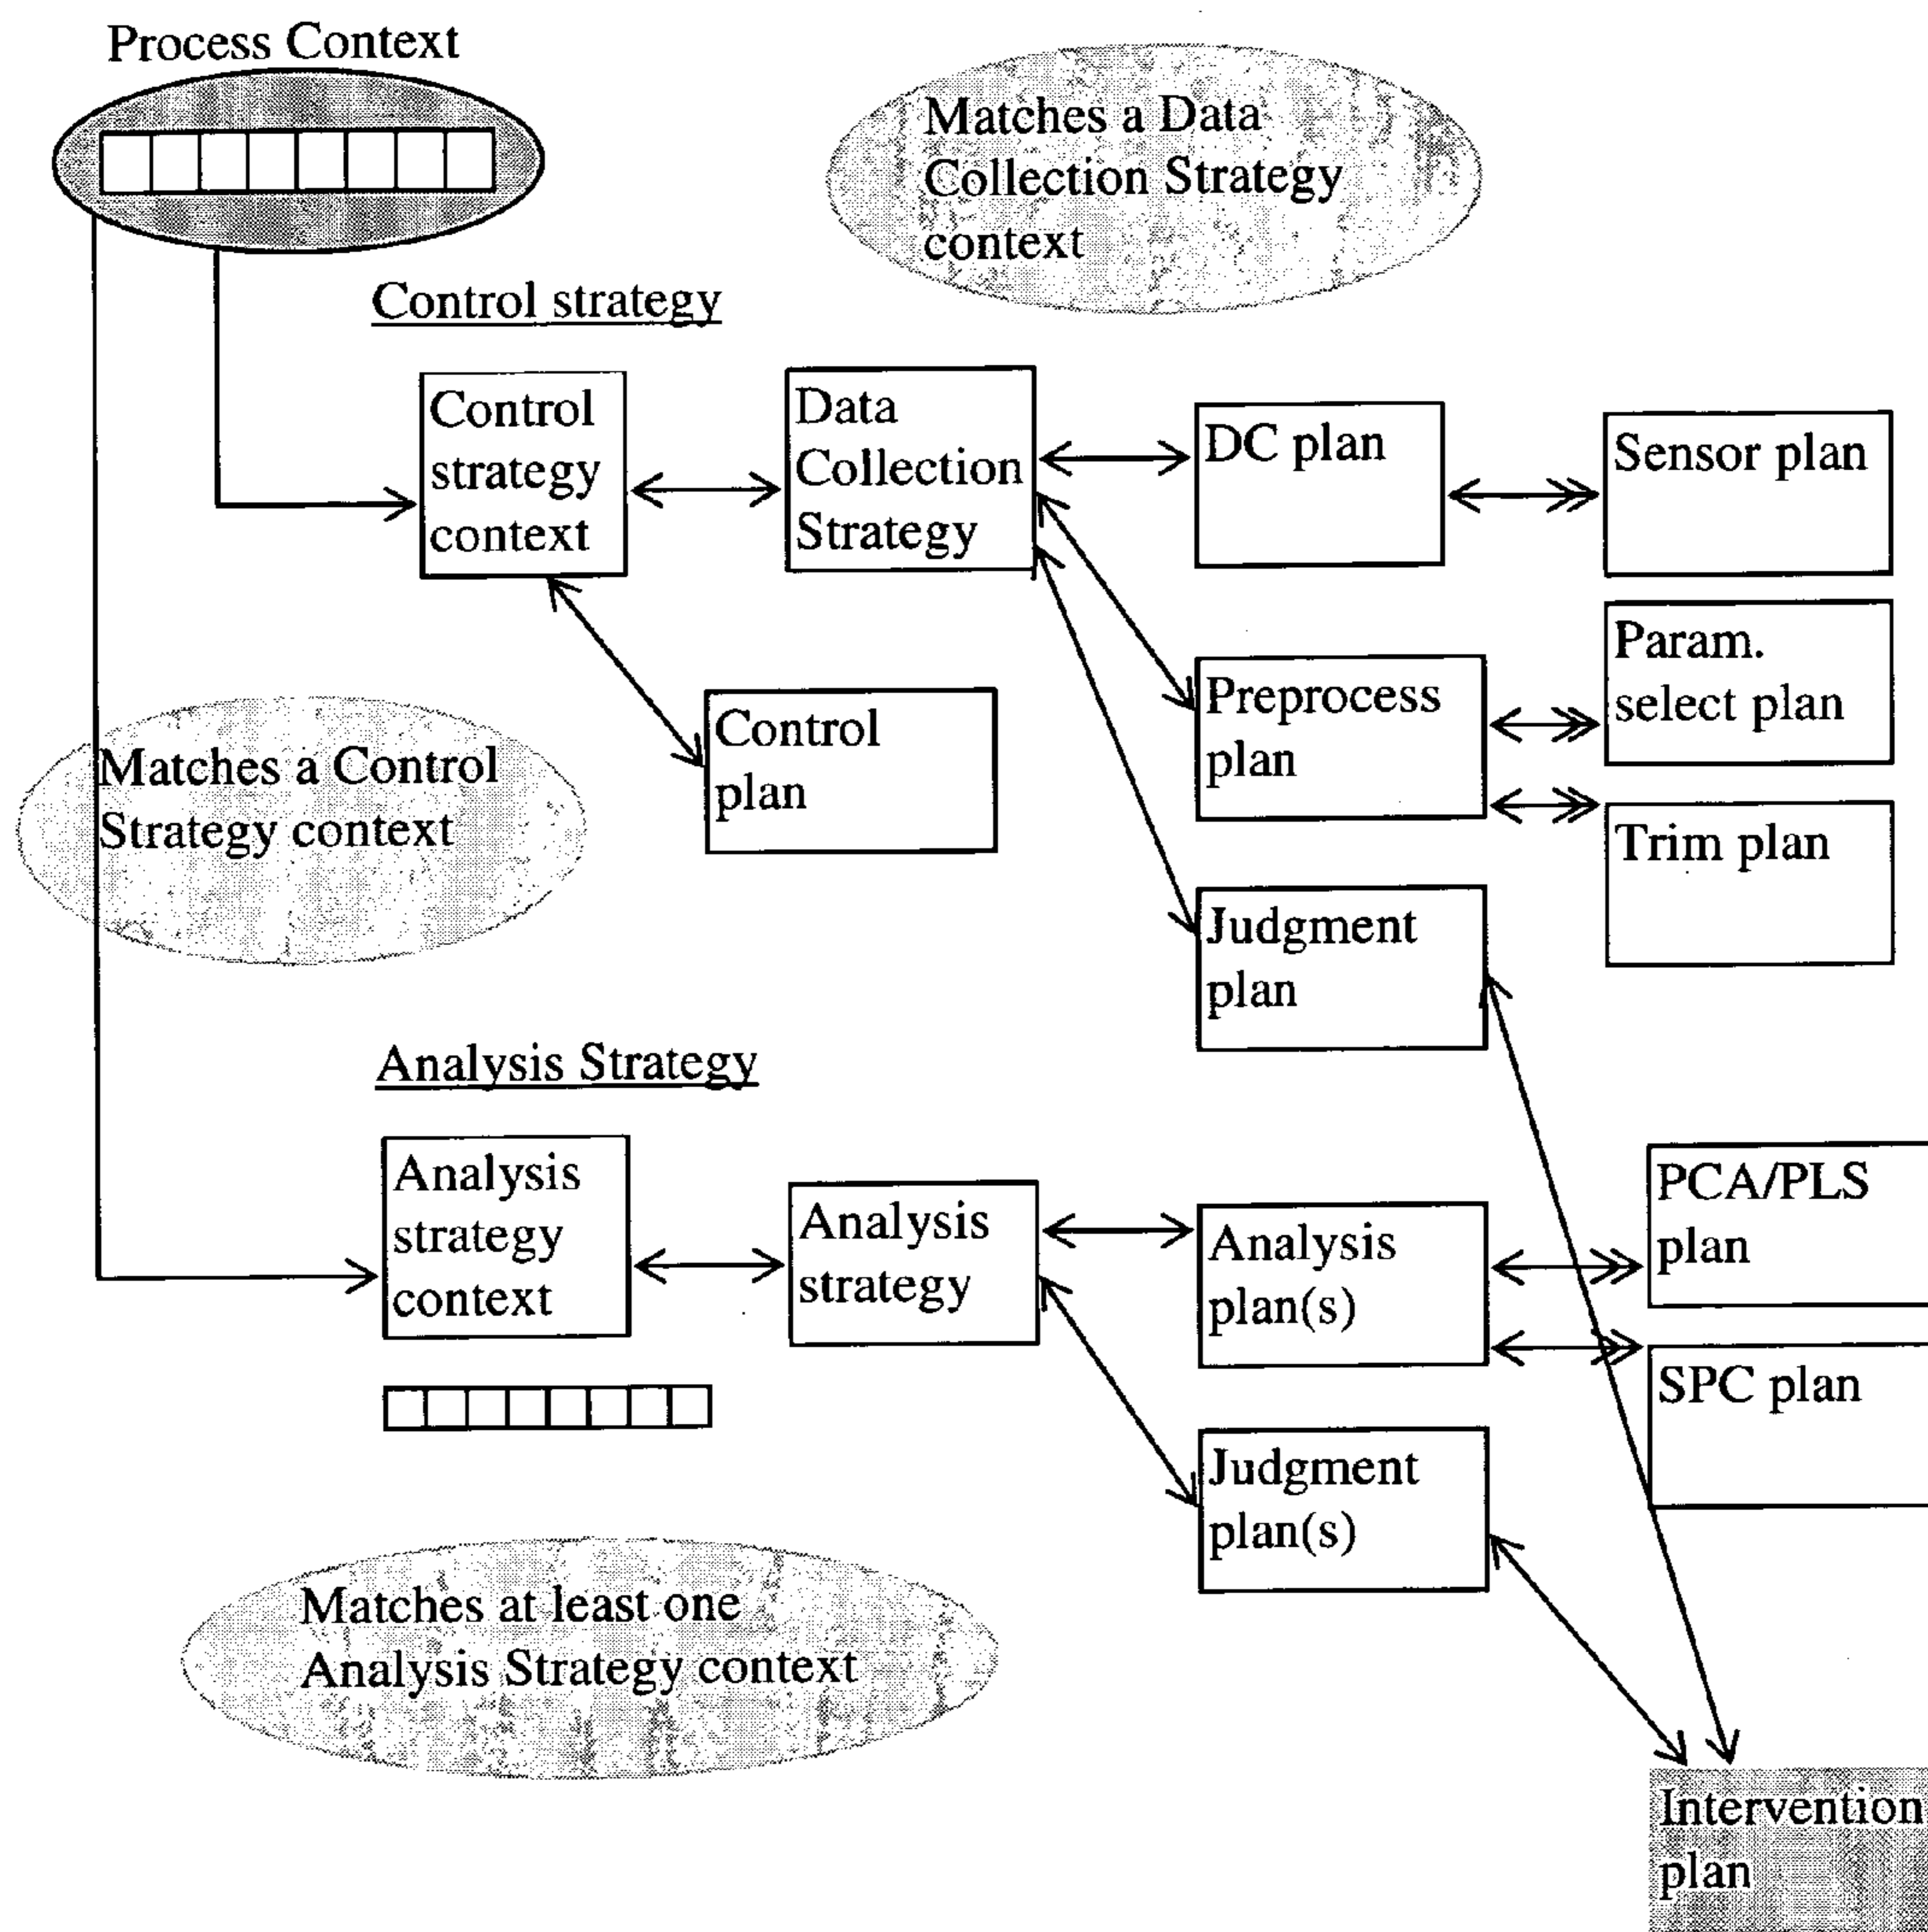 Process Context
Matches a Data
Collection Strategy
context
Control strategy
Control
strategy
context
Data
Collection
Strategy
DC plan
Sensor plan
Param.
select plan
Preprocess
plan
Control
plan
Matches a Control
Strategy context
Trim plan
Judgment
plan
Analysis Strategy
Analysis
strategy
context
Analysis
strategy
Analysis
plan(s)
PCA/PLS
plan
SPC plan
Judgment
plan(s)
Matches at least one
Analysis Strategy context
Intervention
plan